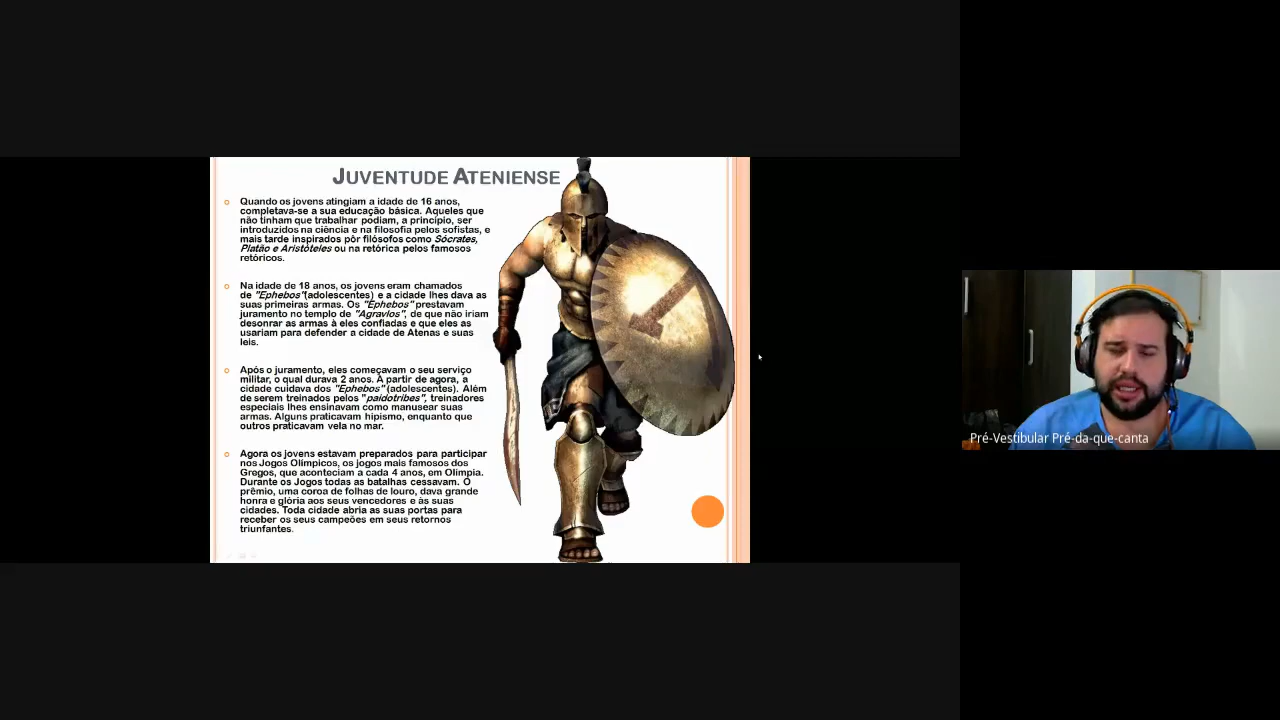 JUVENTUDE ATENIENSE
Quando os jovens atingiam a idade de 16 anos,
completava-se a sua educação básica. Aqueles que
não tinham que trabalhar podiam, a princípio, ser
introduzidos na ciência e na filosofia pelos sofistas, e
mais tarde inspirados pôr filósofos como Sócrates,
Platão e Aristóteles ou na retórica pelos famosos
retóricos.
Na idade de 18 anos, os jovens eram chamados
de "Ephebos"(adolescentes) e a cidade lhes dava as
suas primeiras armas. Os "Ephebos" prestavam
juramento no templo de "Agravlos", de que não iriam
desonrar as armas à eles confiadas e que eles as
usariam para defender a cidade de Atenas e suas
leis.
Após o juramento, eles começavam o seu serviço
militar, o qual durava 2 anos. A partir de agora, a
cidade cuidava dos "Ephebos" (adolescentes). Além
de serem treinados pelos "paidotribes", treinadores
especiais lhes ensinavam como manusear suas
armas. Alguns praticavam hipismo, enquanto que
outros praticavam vela no mar.
Agora os jovens estavam preparados para participar
nos Jogos Olímpicos, os jogos mais famosos dos
Gregos, que aconteciam a cada 4 anos, em Olímpia.
Durante os Jogos todas as batalhas cessavam. O
prêmio, uma coroa de folhas de louro, dava grande
honra e glória aos seus vencedores e às suas
cidades. Toda cidade abria as suas portas para
receber os seus campeões em seus retornos
triunfantes.
Pré-Vestibular Pré-da-que-canta